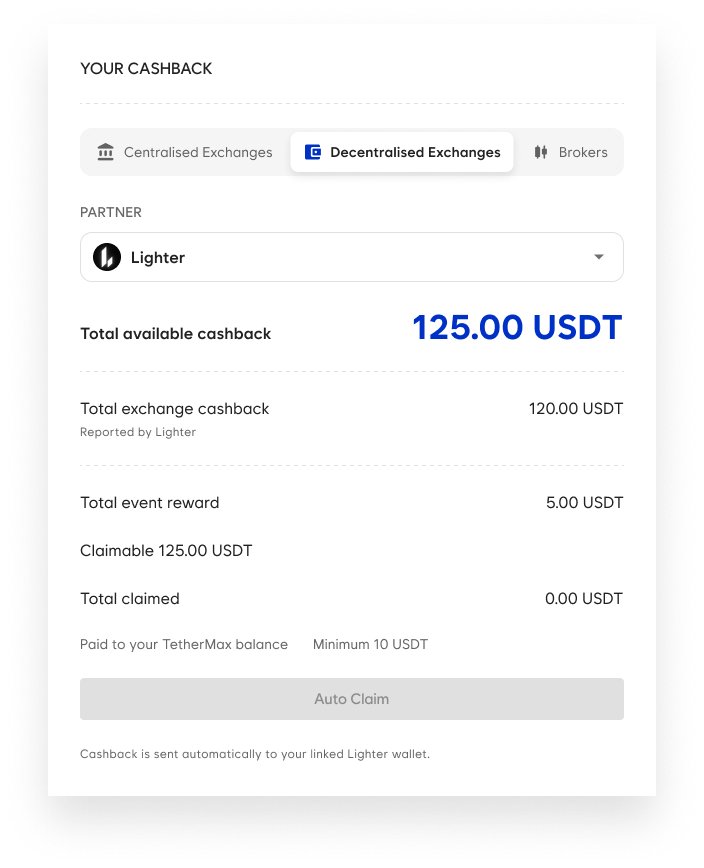 YOUR CASHBACK
Centralised Exchanges Decentralised Exchanges Brokers
PARTNER
Lighter
Total available cashback 125.00 USDT
Total exchange cashback 120.00 USDT
Reported by Lighter
Total event reward 5.00 USDT
Claimable 125.00 USDT
Total claimed 0.00 USDT
Paid to your TetherMax balance Minimum 10 USDT
Auto Claim
Cashback is sent automatically to your linked Lighter wallet.